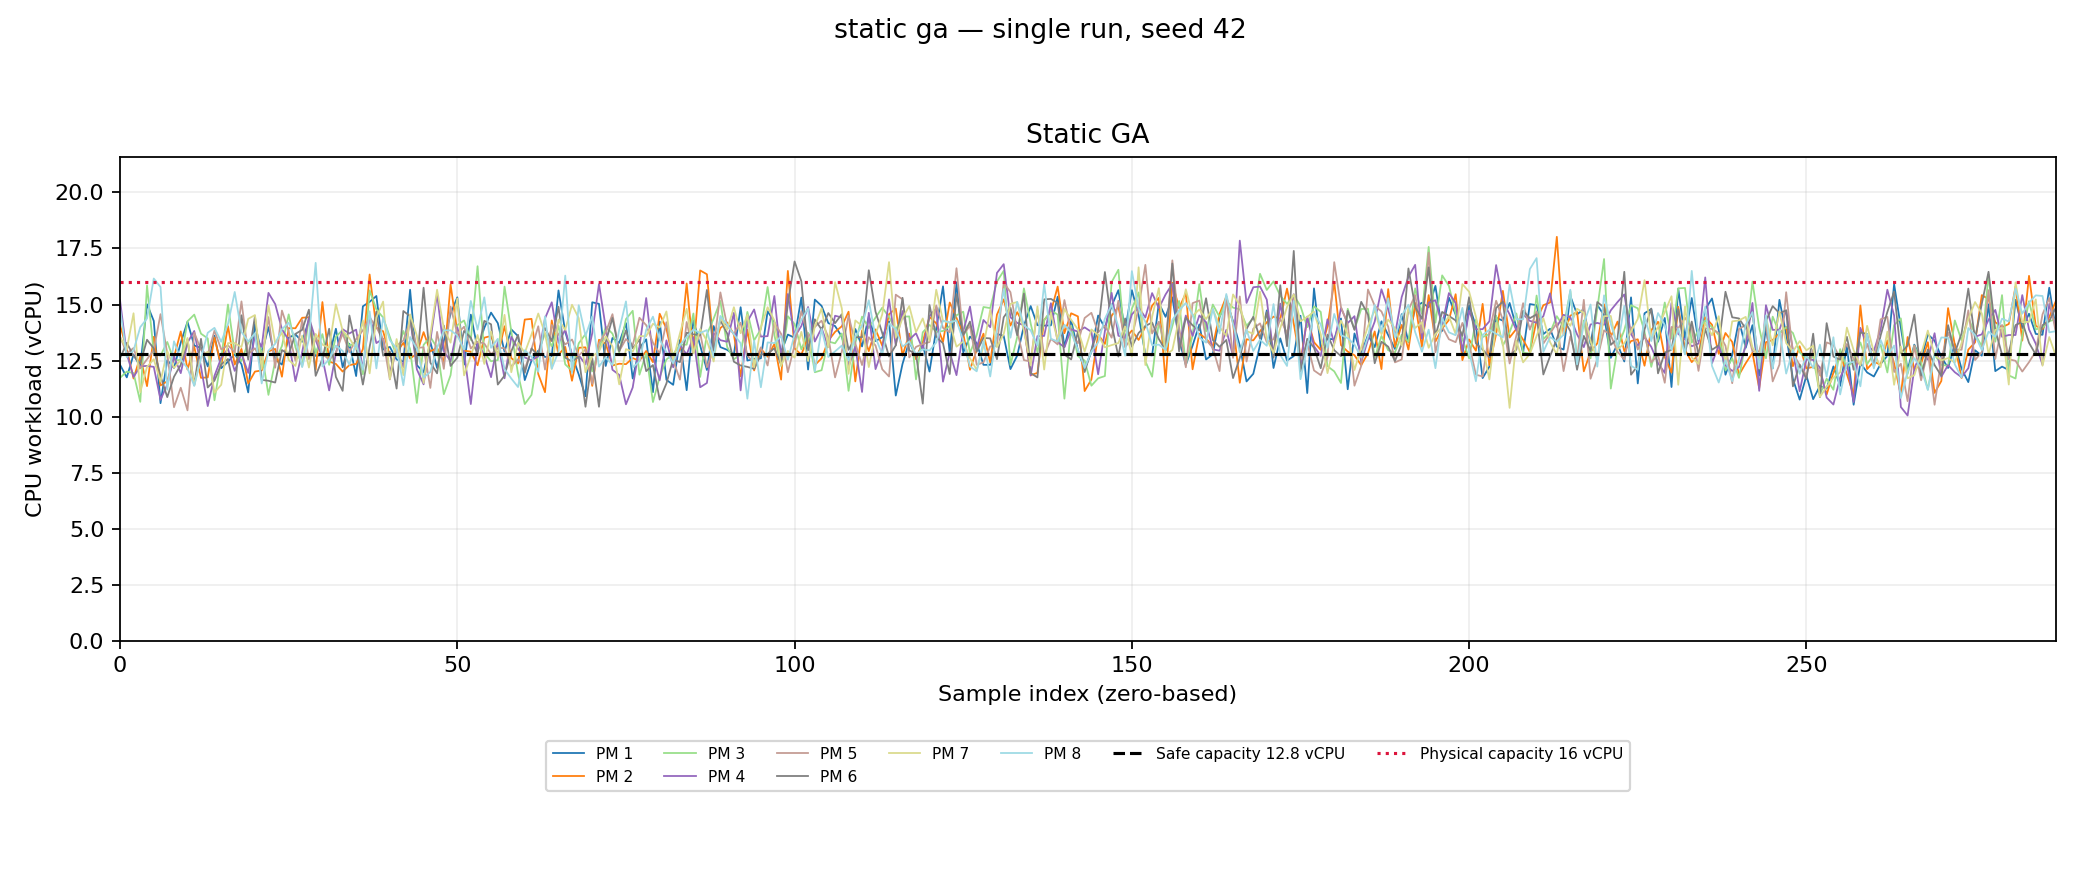 static ga — single run, seed 42
Static GA
CPU workload (vCPU)
20.0
17.5
15.0
12.5
10.0
7.5
5.0
2.5
0.0
0 50 100 150 200 250
Sample index (zero-based)
PM 1 PM 3 PM 5 PM 7 PM 8 Safe capacity 12.8 vCPU Physical capacity 16 vCPU
PM 2 PM 4 PM 6